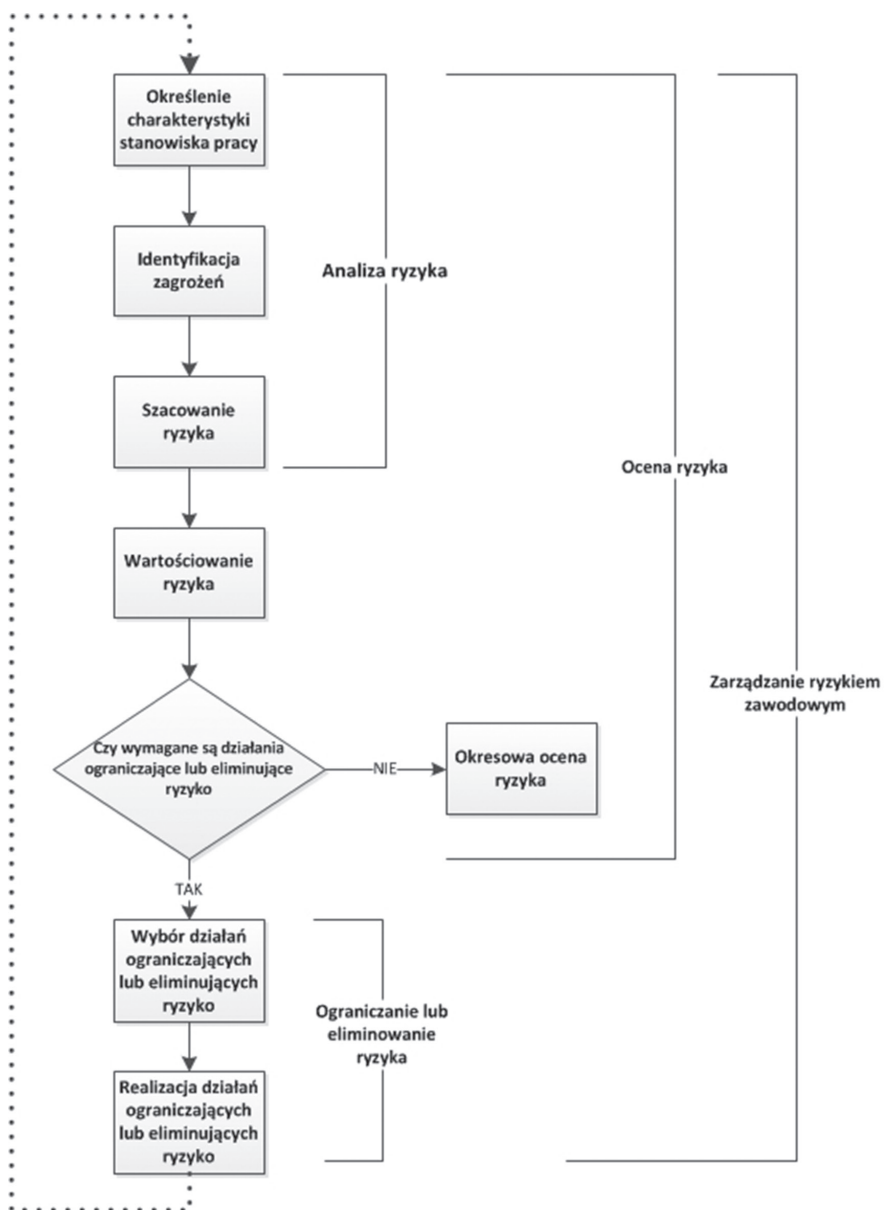 Określenie
charakterystyki
stanowiska pracy
Identyfikacja
zagrożeń
Analiza ryzyka
Szacowanie
ryzyka
Ocena ryzyka
Wartościowanie
ryzyka
Zarządzanie ryzykiem
zawodowym
Czy wymagane są działania
ograniczające lub eliminujące
ryzyko
NIE
Okresowa ocena
ryzyka
TAK
Wybór działań
ograniczających
lub eliminujących
ryzyko
Ograniczanie lub
eliminowanie
ryzyka
Realizacja działań
ograniczających
lub eliminujących
ryzyko